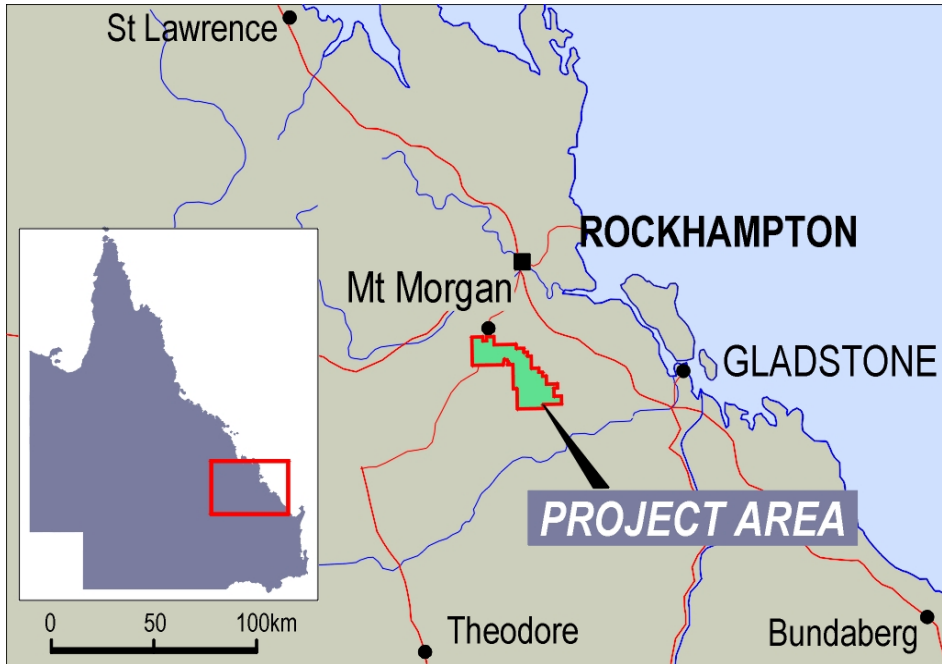 St Lawrence
ROCKHAMPTON
Mt Morgan
GLADSTONE
PROJECT AREA
0 50 100km
Theodore
Bundaberg